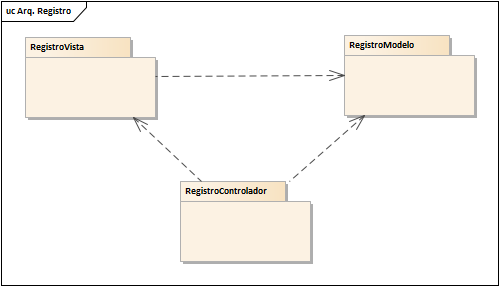 uc Arq. Registro
RegistroVista
RegistroModelo
RegistroControlador